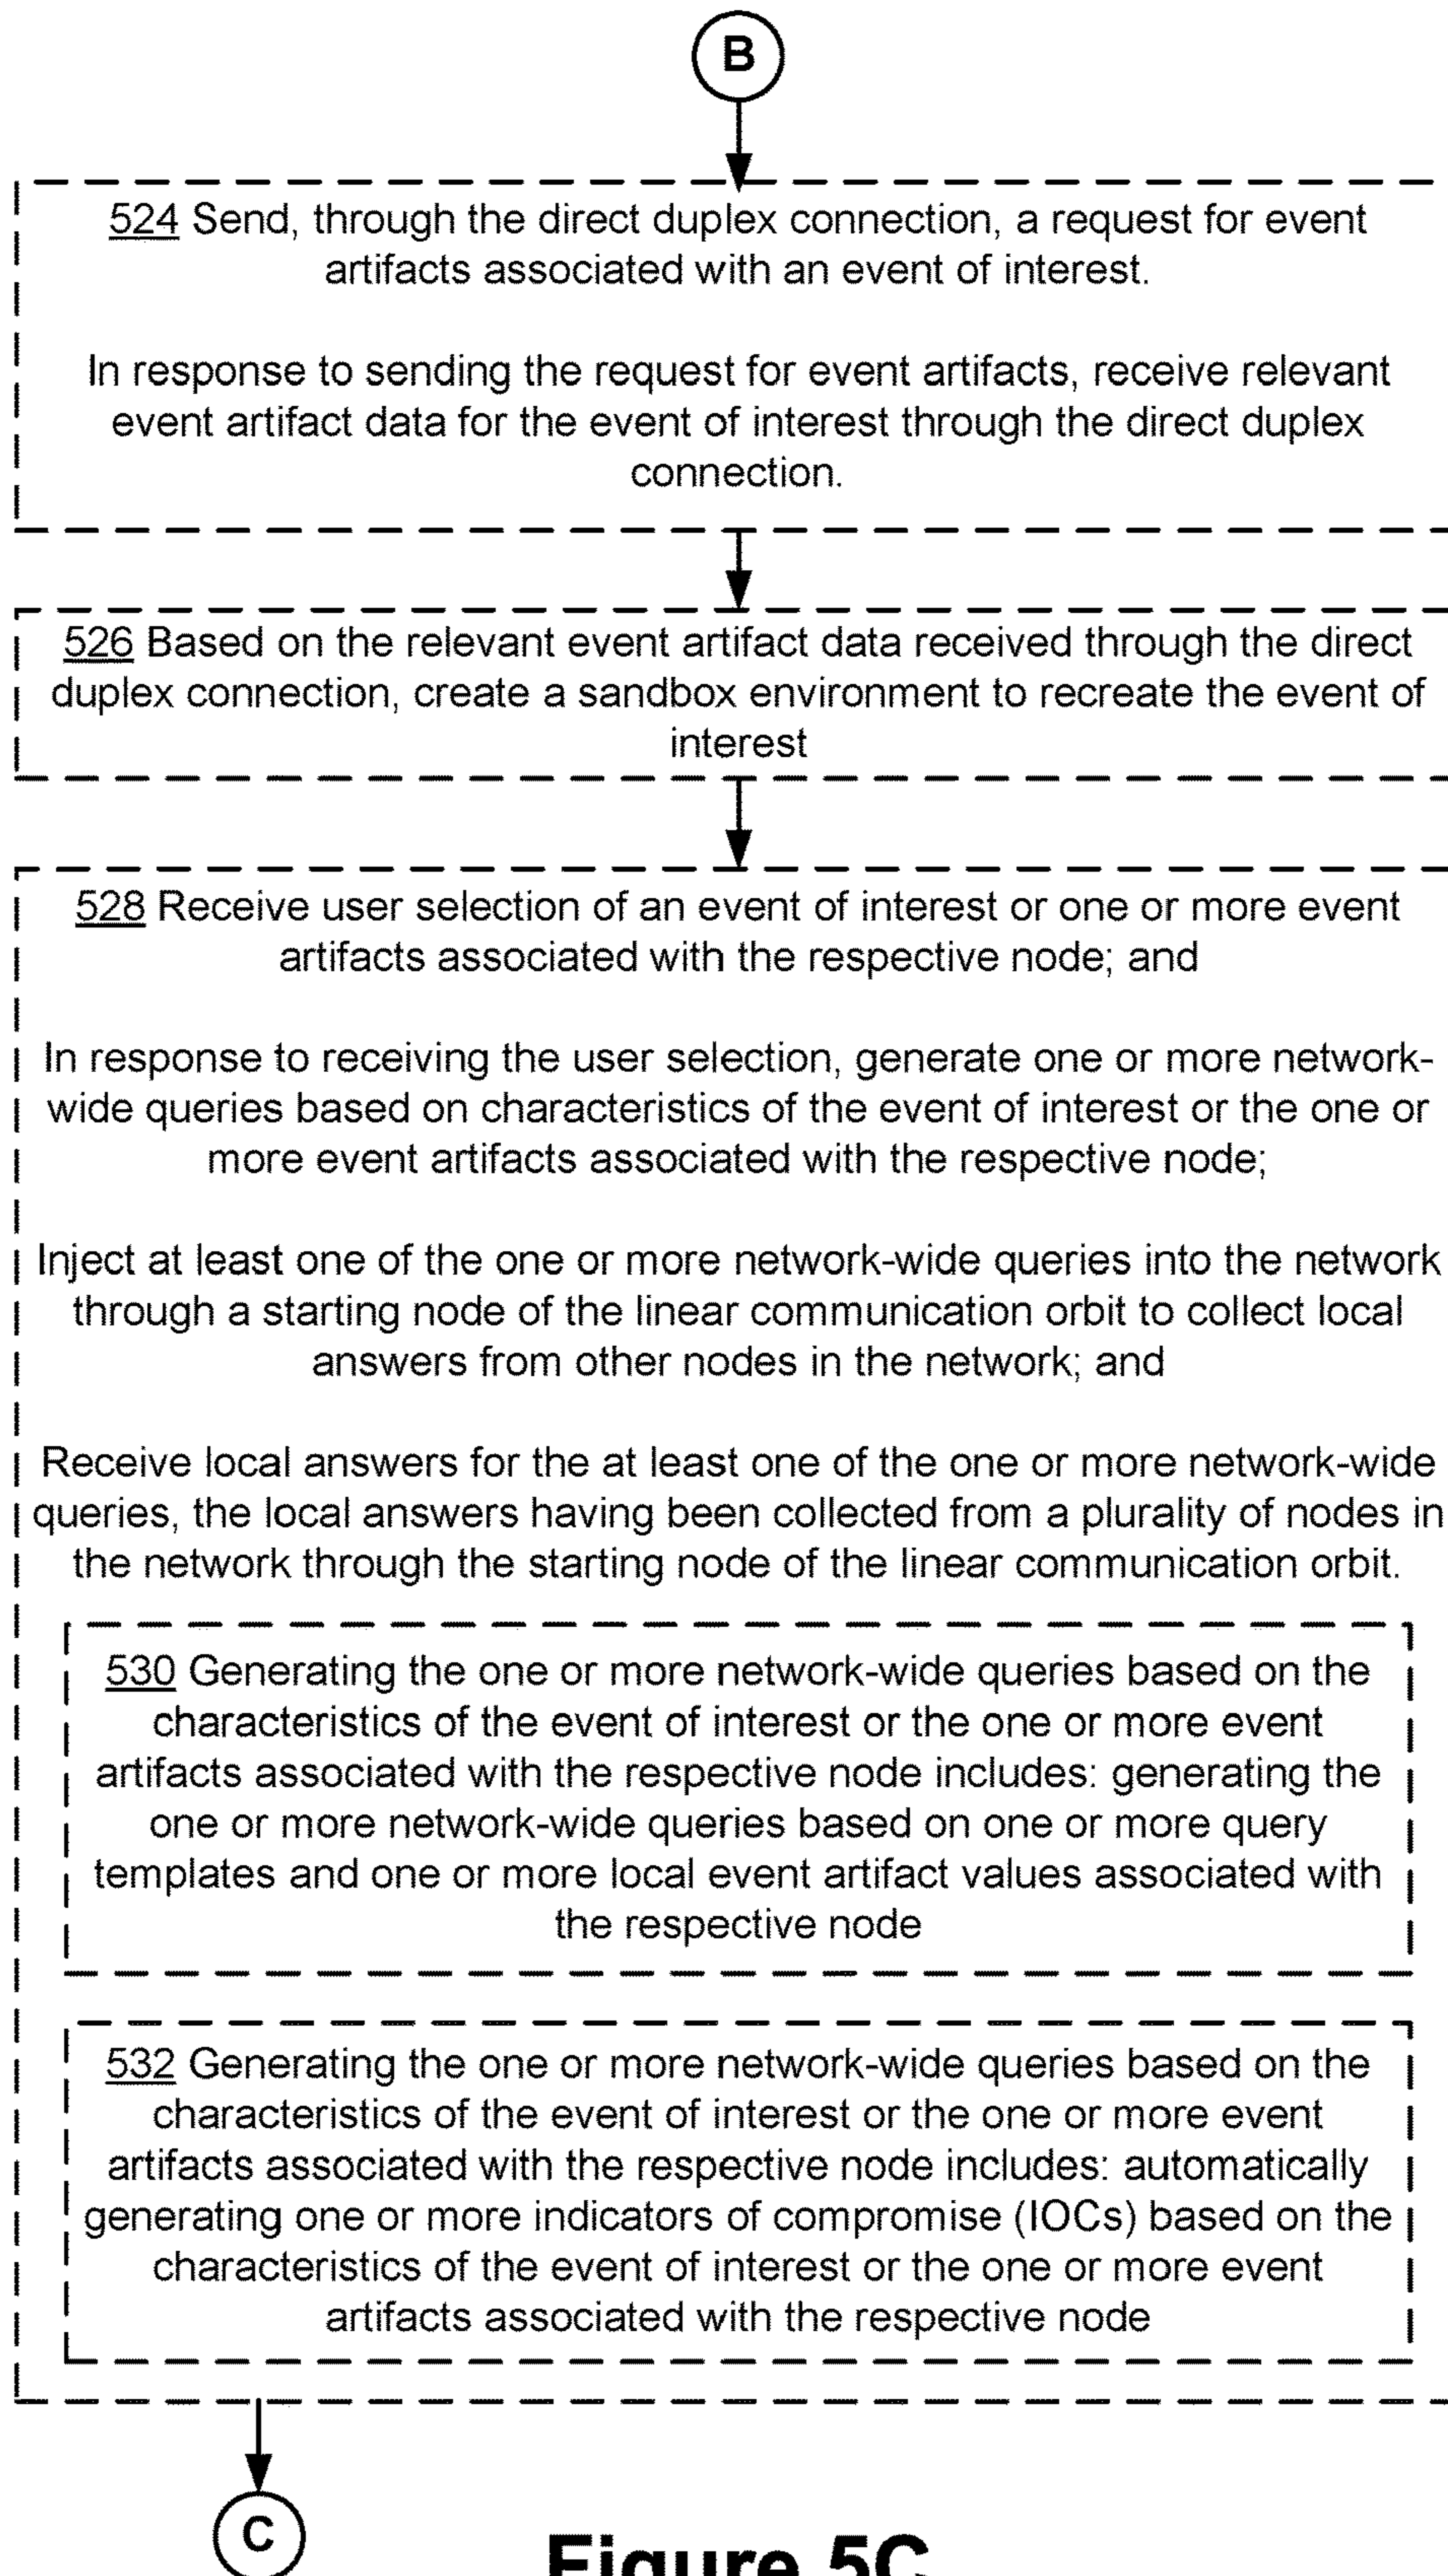 B
524 Send, through the direct duplex connection, a request for event
artifacts associated with an event of interest.
In response to sending the request for event artifacts, receive relevant
event artifact data for the event of interest through the direct duplex
connection.
526 Based on the relevant event artifact data received through the direct
duplex connection, create a sandbox environment to recreate the event of
interest
528 Receive user selection of an event of interest or one or more event
artifacts associated with the respective node; and
In response to receiving the user selection, generate one or more network-
wide queries based on characteristics of the event of interest or the one or
more event artifacts associated with the respective node;
Inject at least one of the one or more network-wide queries into the network
through a starting node of the linear communication orbit to collect local
answers from other nodes in the network; and
Receive local answers for the at least one of the one or more network-wide
queries, the local answers having been collected from a plurality of nodes in
the network through the starting node of the linear communication orbit.
530 Generating the one or more network-wide queries based on the
characteristics of the event of interest or the one or more event
artifacts associated with the respective node includes: generating the
one or more network-wide queries based on one or more query
templates and one or more local event artifact values associated with
the respective node
532 Generating the one or more network-wide queries based on the
characteristics of the event of interest or the one or more event
artifacts associated with the respective node includes: automatically
generating one or more indicators of compromise (IOCs) based on the
characteristics of the event of interest or the one or more event
artifacts associated with the respective node
C
Figure 5C